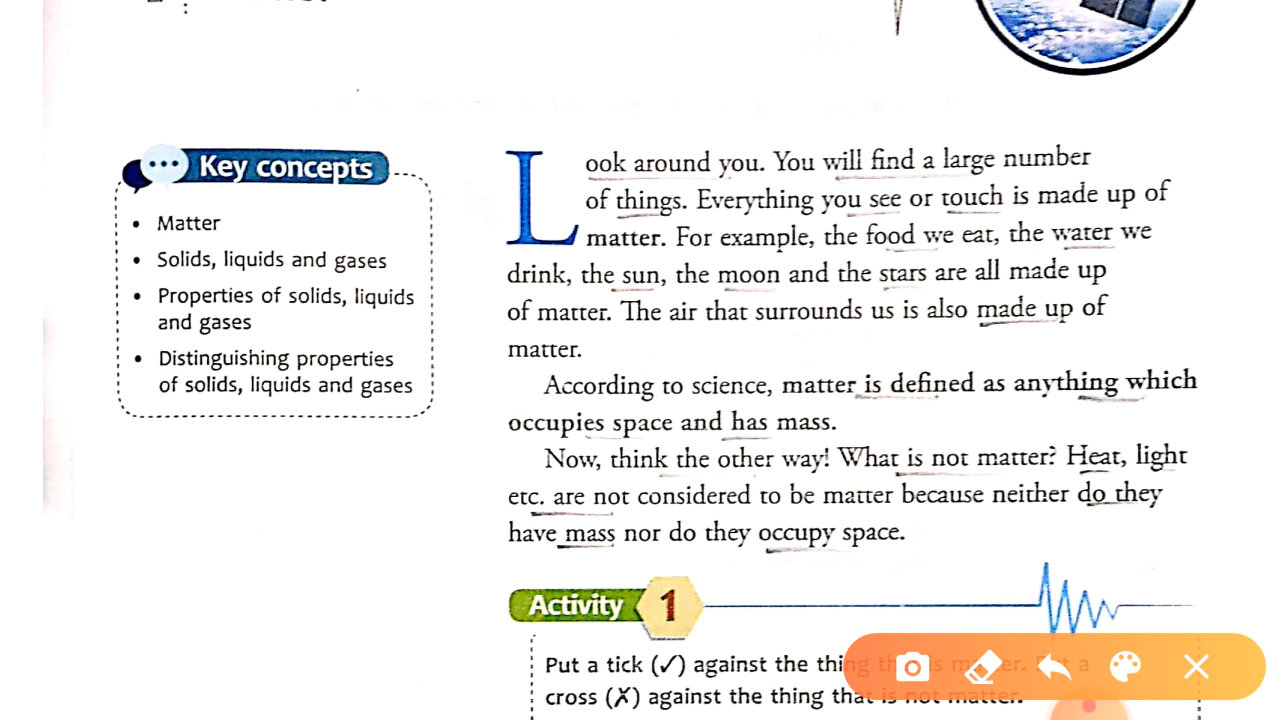 Key concepts
• Matter
• Solids, liquids and gases
• Properties of solids, liquids
and gases
• Distinguishing properties
of solids, liquids and gases
Look around you. You will find a large number
of things. Everything you see or touch is made up of
matter. For example, the food we eat, the water we
drink, the sun, the moon and the stars are all made up
of matter. The air that surrounds us is also made up of
matter.
According to science, matter is defined as anything which
occupies space and has mass.
Now, think the other way! What is not matter? Heat, light
etc. are not considered to be matter because neither do they
have mass nor do they occupy space.
Activity 1
Put a tick (✓) against the thing that is matter. Put a
cross (✗) against the thing that is not matter.